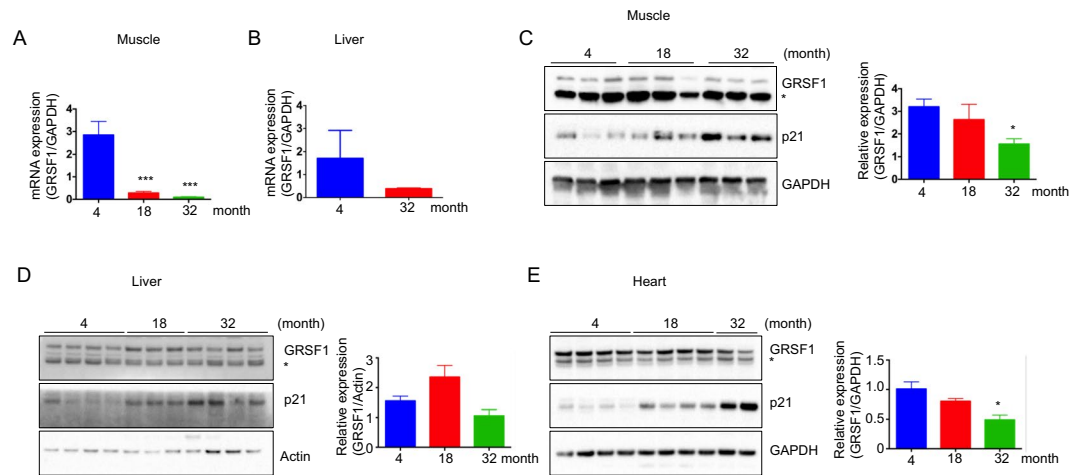 A
Muscle
mRNA expression
(GRSF1/GAPDH)
4
3
2
1
0
***
***
4 18 32 month
B
Liver
mRNA expression
(GRSF1/GAPDH)
4
3
2
1
0
4 32 month
C
Muscle
4 18 32 (month)
GRSF1
*
p21
GAPDH
Relative expression
(GRSF1/GAPDH)
5
4
3
2
1
0
*
4 18 32 month
D
Liver
4 18 32 (month)
GRSF1
*
p21
Actin
Relative expression
(GRSF1/Actin)
3
2
1
0
4 18 32 month
E
Heart
4 18 32 (month)
GRSF1
*
p21
GAPDH
Relative expression
(GRSF1/GAPDH)
1.5
1.0
0.5
0.0
*
4 18 32 month